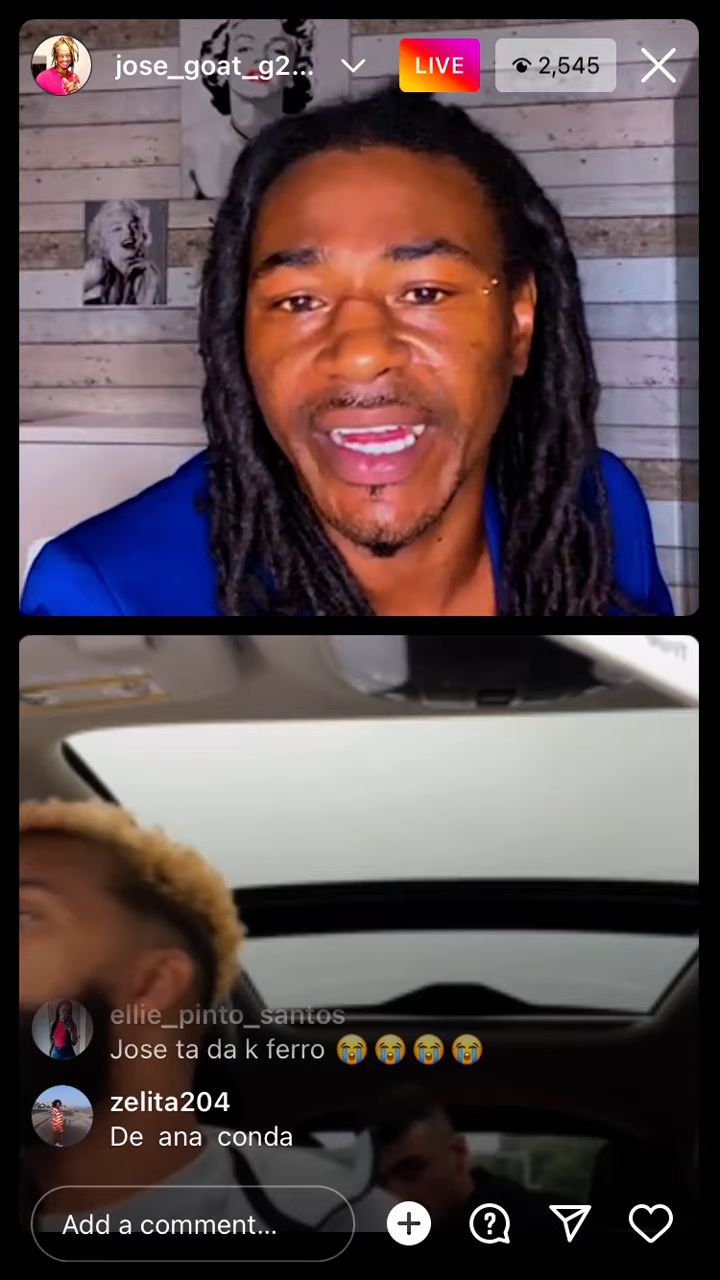 jose_goat_g2...
LIVE
2,545
ellie_pinto_santos
Jose ta da k ferro 😭😭😭😭
zelita204
De ana conda
Add a comment...